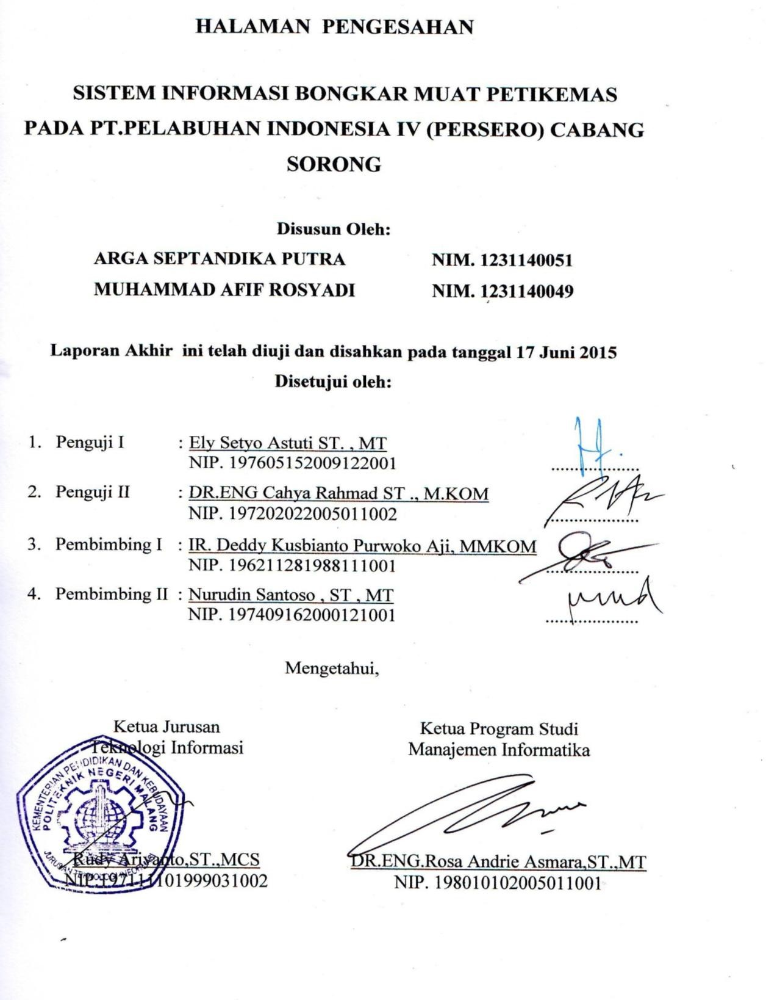 HALAMAN PENGESAHAN
SISTEM INFORMASI BONGKAR MUAT PETIKEMAS
PADA PT.PELABUHAN INDONESIA IV (PERSERO) CABANG
SORONG
Disusun Oleh:
ARGA SEPTANDIKA PUTRA NIM. 1231140051
MUHAMMAD AFIF ROSYADI NIM. 1231140049
Laporan Akhir ini telah diuji dan disahkan pada tanggal 17 Juni 2015
Disetujui oleh:
1. Penguji I : Ely Setyo Astuti ST. , MT
NIP. 197605152009122001
2. Penguji II : DR.ENG Cahya Rahmad ST ., M.KOM
NIP. 197202022005011002
3. Pembimbing I : IR. Deddy Kusbianto Purwoko Aji, MMKOM
NIP. 196211281988111001
4. Pembimbing II : Nurudin Santoso , ST , MT
NIP. 197409162000121001
Mengetahui,
Ketua Jurusan
Teknologi Informasi
Ketua Program Studi
Manajemen Informatika
KEMENTERIAN PENDIDIKAN DAN KEBUDAYAAN
POLITEKNIK NEGERI MALANG
JURUSAN TEKNOLOGI INFORMASI
Rudy Ariyanto,ST.,MCS
NIP.197111101999031002
DR.ENG.Rosa Andrie Asmara,ST.,MT
NIP. 198010102005011001